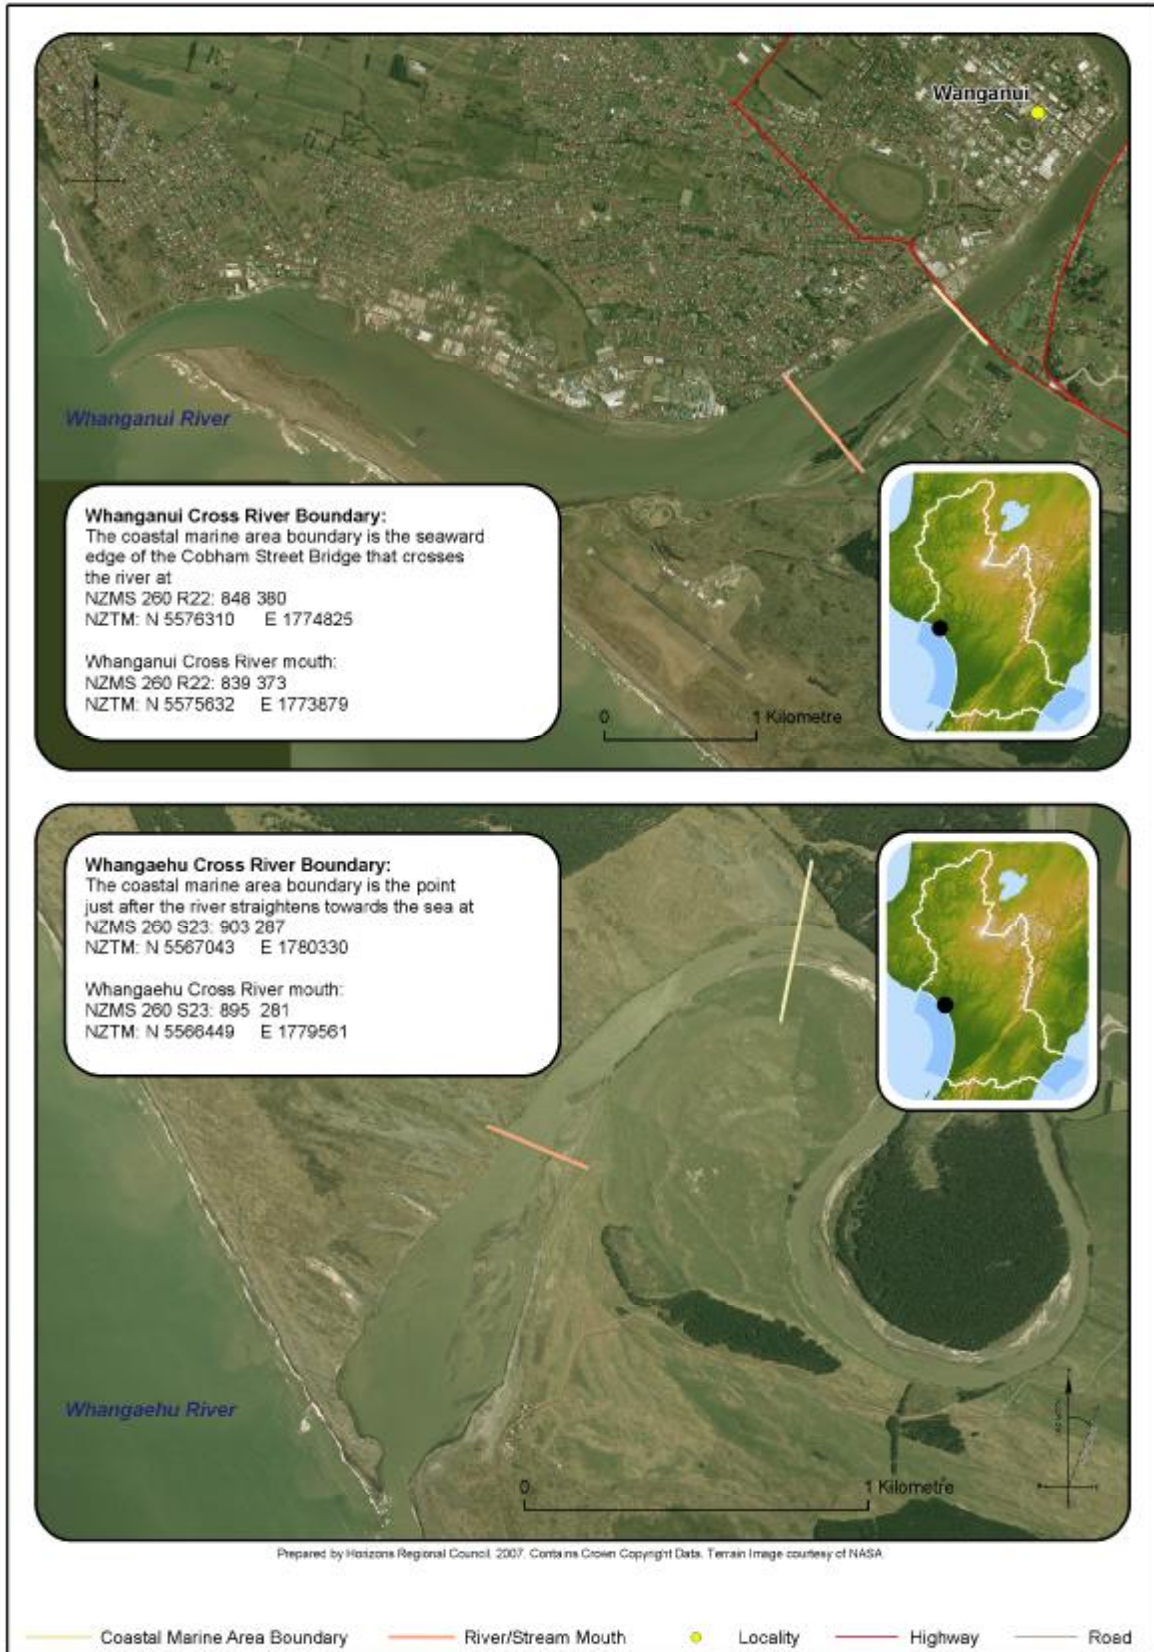 Wanganui
Whanganui River
Whanganui Cross River Boundary:
The coastal marine area boundary is the seaward
edge of the Cobham Street Bridge that crosses
the river at
NZMS 260 R22: 848 380
NZTM: N 5576310 E 1774825
Whanganui Cross River mouth:
NZMS 260 R22: 839 373
NZTM: N 5575632 E 1773879
0 1 Kilometre
Whangaehu Cross River Boundary:
The coastal marine area boundary is the point
just after the river straightens towards the sea at
NZMS 260 S23: 903 287
NZTM: N 5567043 E 1780330
Whangaehu Cross River mouth:
NZMS 260 S23: 895 281
NZTM: N 5566449 E 1779561
Whangaehu River
0 1 Kilometre
Prepared by Horizons Regional Council, 2007. Contains Crown Copyright Data. Terrain Image courtesy of NASA
Coastal Marine Area Boundary River/Stream Mouth Locality Highway Road